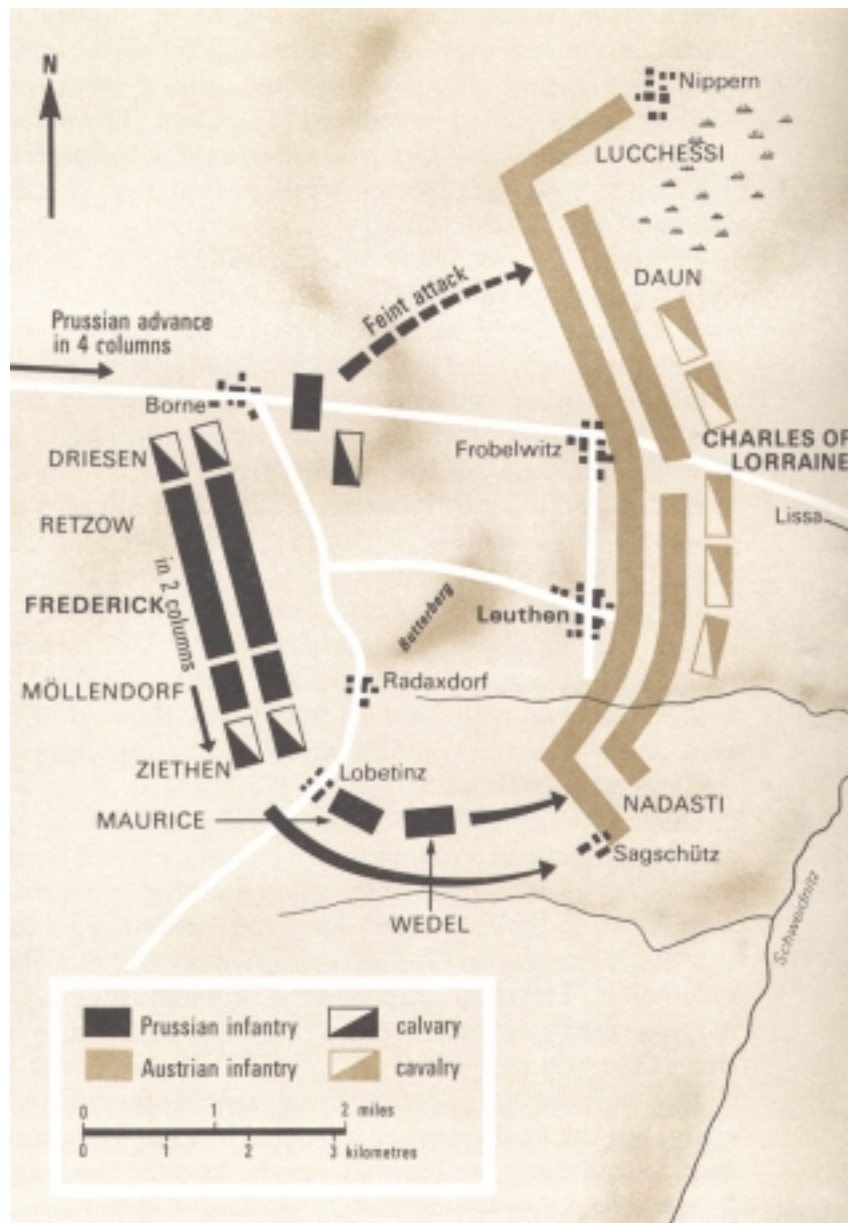 N
Nippern
LUCCHESSI
DAUN
Feint attack
Prussian advance
in 4 columns
Borne
DRIESEN
Frobelwitz
CHARLES OF
LORRAINE
RETZOW
Lissa
in 2 columns
FREDERICK
Butterberg
Leuthen
MÖLLENDORF
Radaxdorf
ZIETHEN
Lobetinz
MAURICE
NADASTI
Sagschütz
WEDEL
Schweidnitz
Prussian infantry
calvary
Austrian infantry
cavalry
0 1 2 miles
0 1 2 3 kilometres